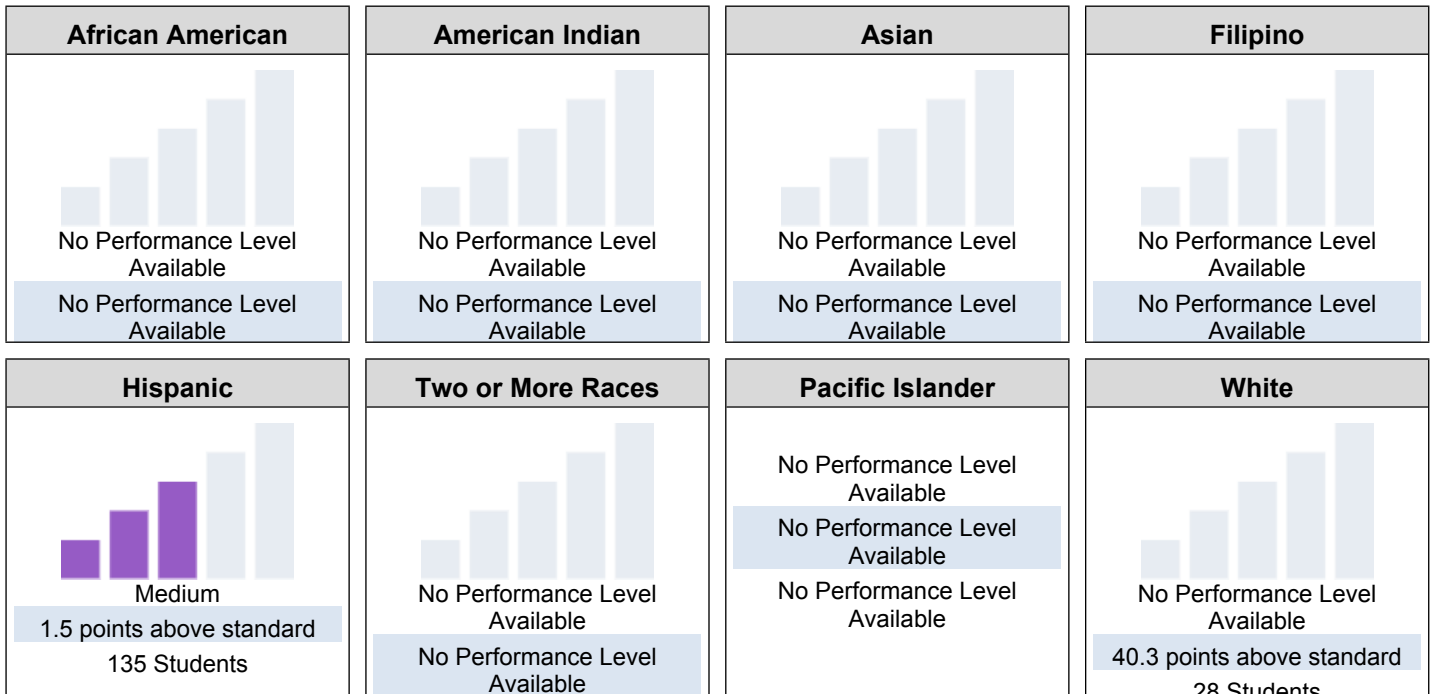 African American
No Performance Level
Available
No Performance Level
Available
American Indian
No Performance Level
Available
No Performance Level
Available
Asian
No Performance Level
Available
No Performance Level
Available
Filipino
No Performance Level
Available
No Performance Level
Available
Hispanic
Medium
1.5 points above standard
135 Students
Two or More Races
No Performance Level
Available
No Performance Level
Available
Pacific Islander
No Performance Level
Available
No Performance Level
Available
No Performance Level
Available
White
No Performance Level
Available
40.3 points above standard
28 Students